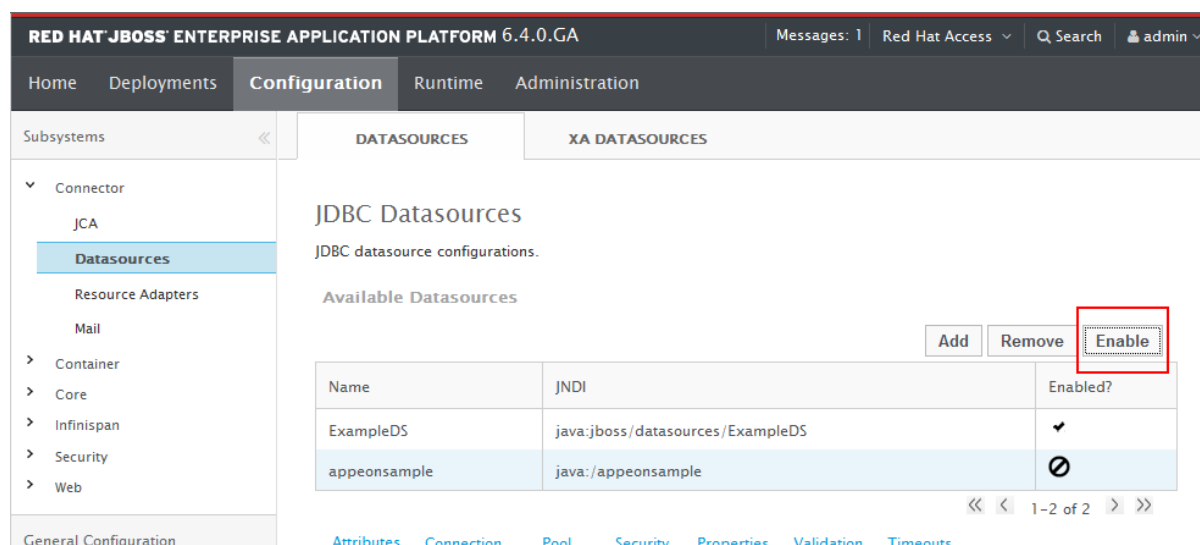 RED HAT JBOSS ENTERPRISE APPLICATION PLATFORM 6.4.0.GA Messages: 1 Red Hat Access Search admin
Home Deployments Configuration Runtime Administration
Subsystems DATASOURCES XA DATASOURCES
Connector
JCA
Datasources
Resource Adapters
Mail
Container
Core
Infinispan
Security
Web
General Configuration
JDBC Datasources
JDBC datasource configurations.
Available Datasources
Add Remove Enable
Name JNDI Enabled?
ExampleDS java:jboss/datasources/ExampleDS
appeonsample java:/appeonsample
1-2 of 2
Attributes Connection Pool Security Properties Validation Timeouts